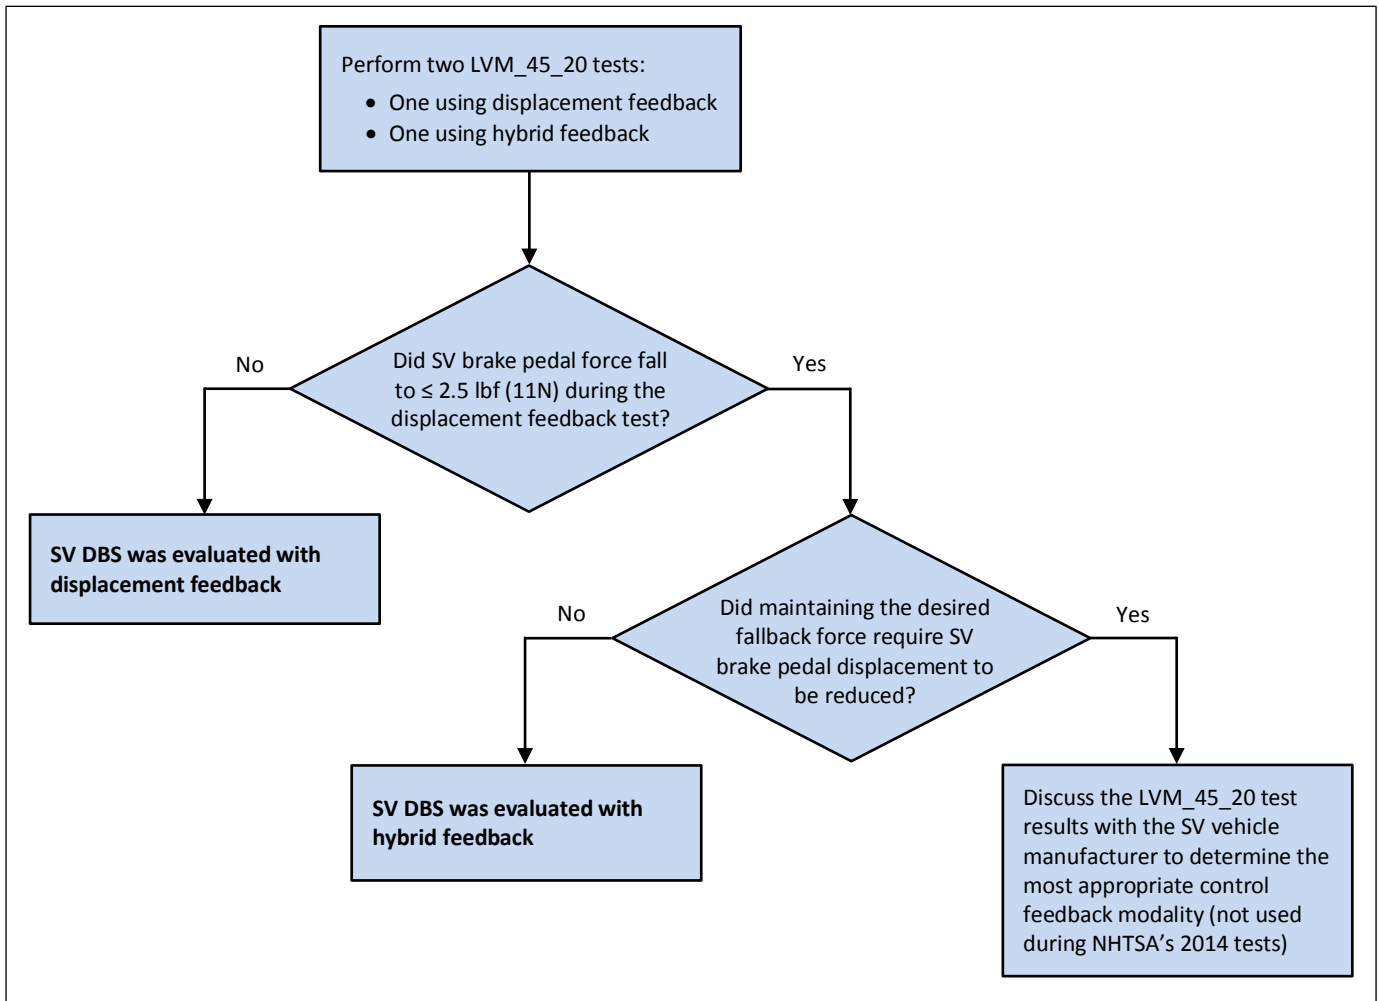 Perform two LVM_45_20 tests:
• One using displacement feedback
• One using hybrid feedback
No
Did SV brake pedal force fall
to ≤ 2.5 lbf (11N) during the
displacement feedback test?
Yes
SV DBS was evaluated with
displacement feedback
No
Did maintaining the desired
fallback force require SV
brake pedal displacement to
be reduced?
Yes
SV DBS was evaluated with
hybrid feedback
Discuss the LVM_45_20 test
results with the SV vehicle
manufacturer to determine the
most appropriate control
feedback modality (not used
during NHTSA’s 2014 tests)